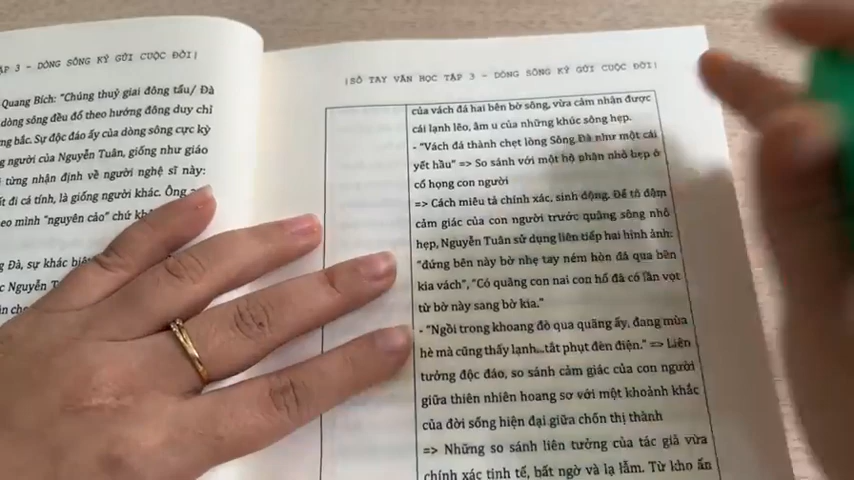 ẬP 3 - DÒNG SÔNG KÝ GỬI CUỘC ĐỜI|
Quang Bích: "Chúng thuỷ giai đông tẩu/ Đà
dòng sông đều đổ theo hướng đông duy chỉ
ng bắc. Sự độc đáo ấy của dòng sông cực kỳ
người của Nguyễn Tuân, giống như giáo
từng nhận định về người nghệ sĩ này:
ất đi cá tính, là giống người khác. Ông
eo mình "nguyên cảo" chứ
g Đà, sự khác
Nguyễn
|SỔ TAY VĂN HỌC TẬP 3 - DÒNG SÔNG KÝ GỬI CUỘC ĐỜI|
của vách đá hai bên bờ sông, vừa cảm nhận được
cái lạnh lẽo, âm u của những khúc sông hẹp.
- "Vách đá thành chẹt lòng Sông Đà như một cái
yết hầu" => So sánh với một bộ phận nhỏ bẹp ở
cổ họng con người
=> Cách miêu tả chính xác, sinh động. Để tô đậm
cảm giác của con người trước quãng sông nhỏ
hẹp, Nguyễn Tuân sử dụng liên tiếp hai hình ảnh:
"đứng bên này bờ nhẹ tay ném hòn đá qua bên
kia vách", "Có quãng con nai con hổ đã có lần vọt
từ bờ này sang bờ kia."
- "Ngồi trong khoang đò qua quãng ấy, đang mùa
hè mà cũng thấy lạnh...tắt phụt đèn điện." => Liên
tưởng độc đáo, so sánh cảm giác của con người
giữa thiên nhiên hoang sơ với một khoảnh khắc
của đời sống hiện đại giữa chốn thị thành
=> Những so sánh liên tưởng của tác giả vừa
chính xác tinh tế, bất ngờ và lạ lẫm. Từ kho ấn